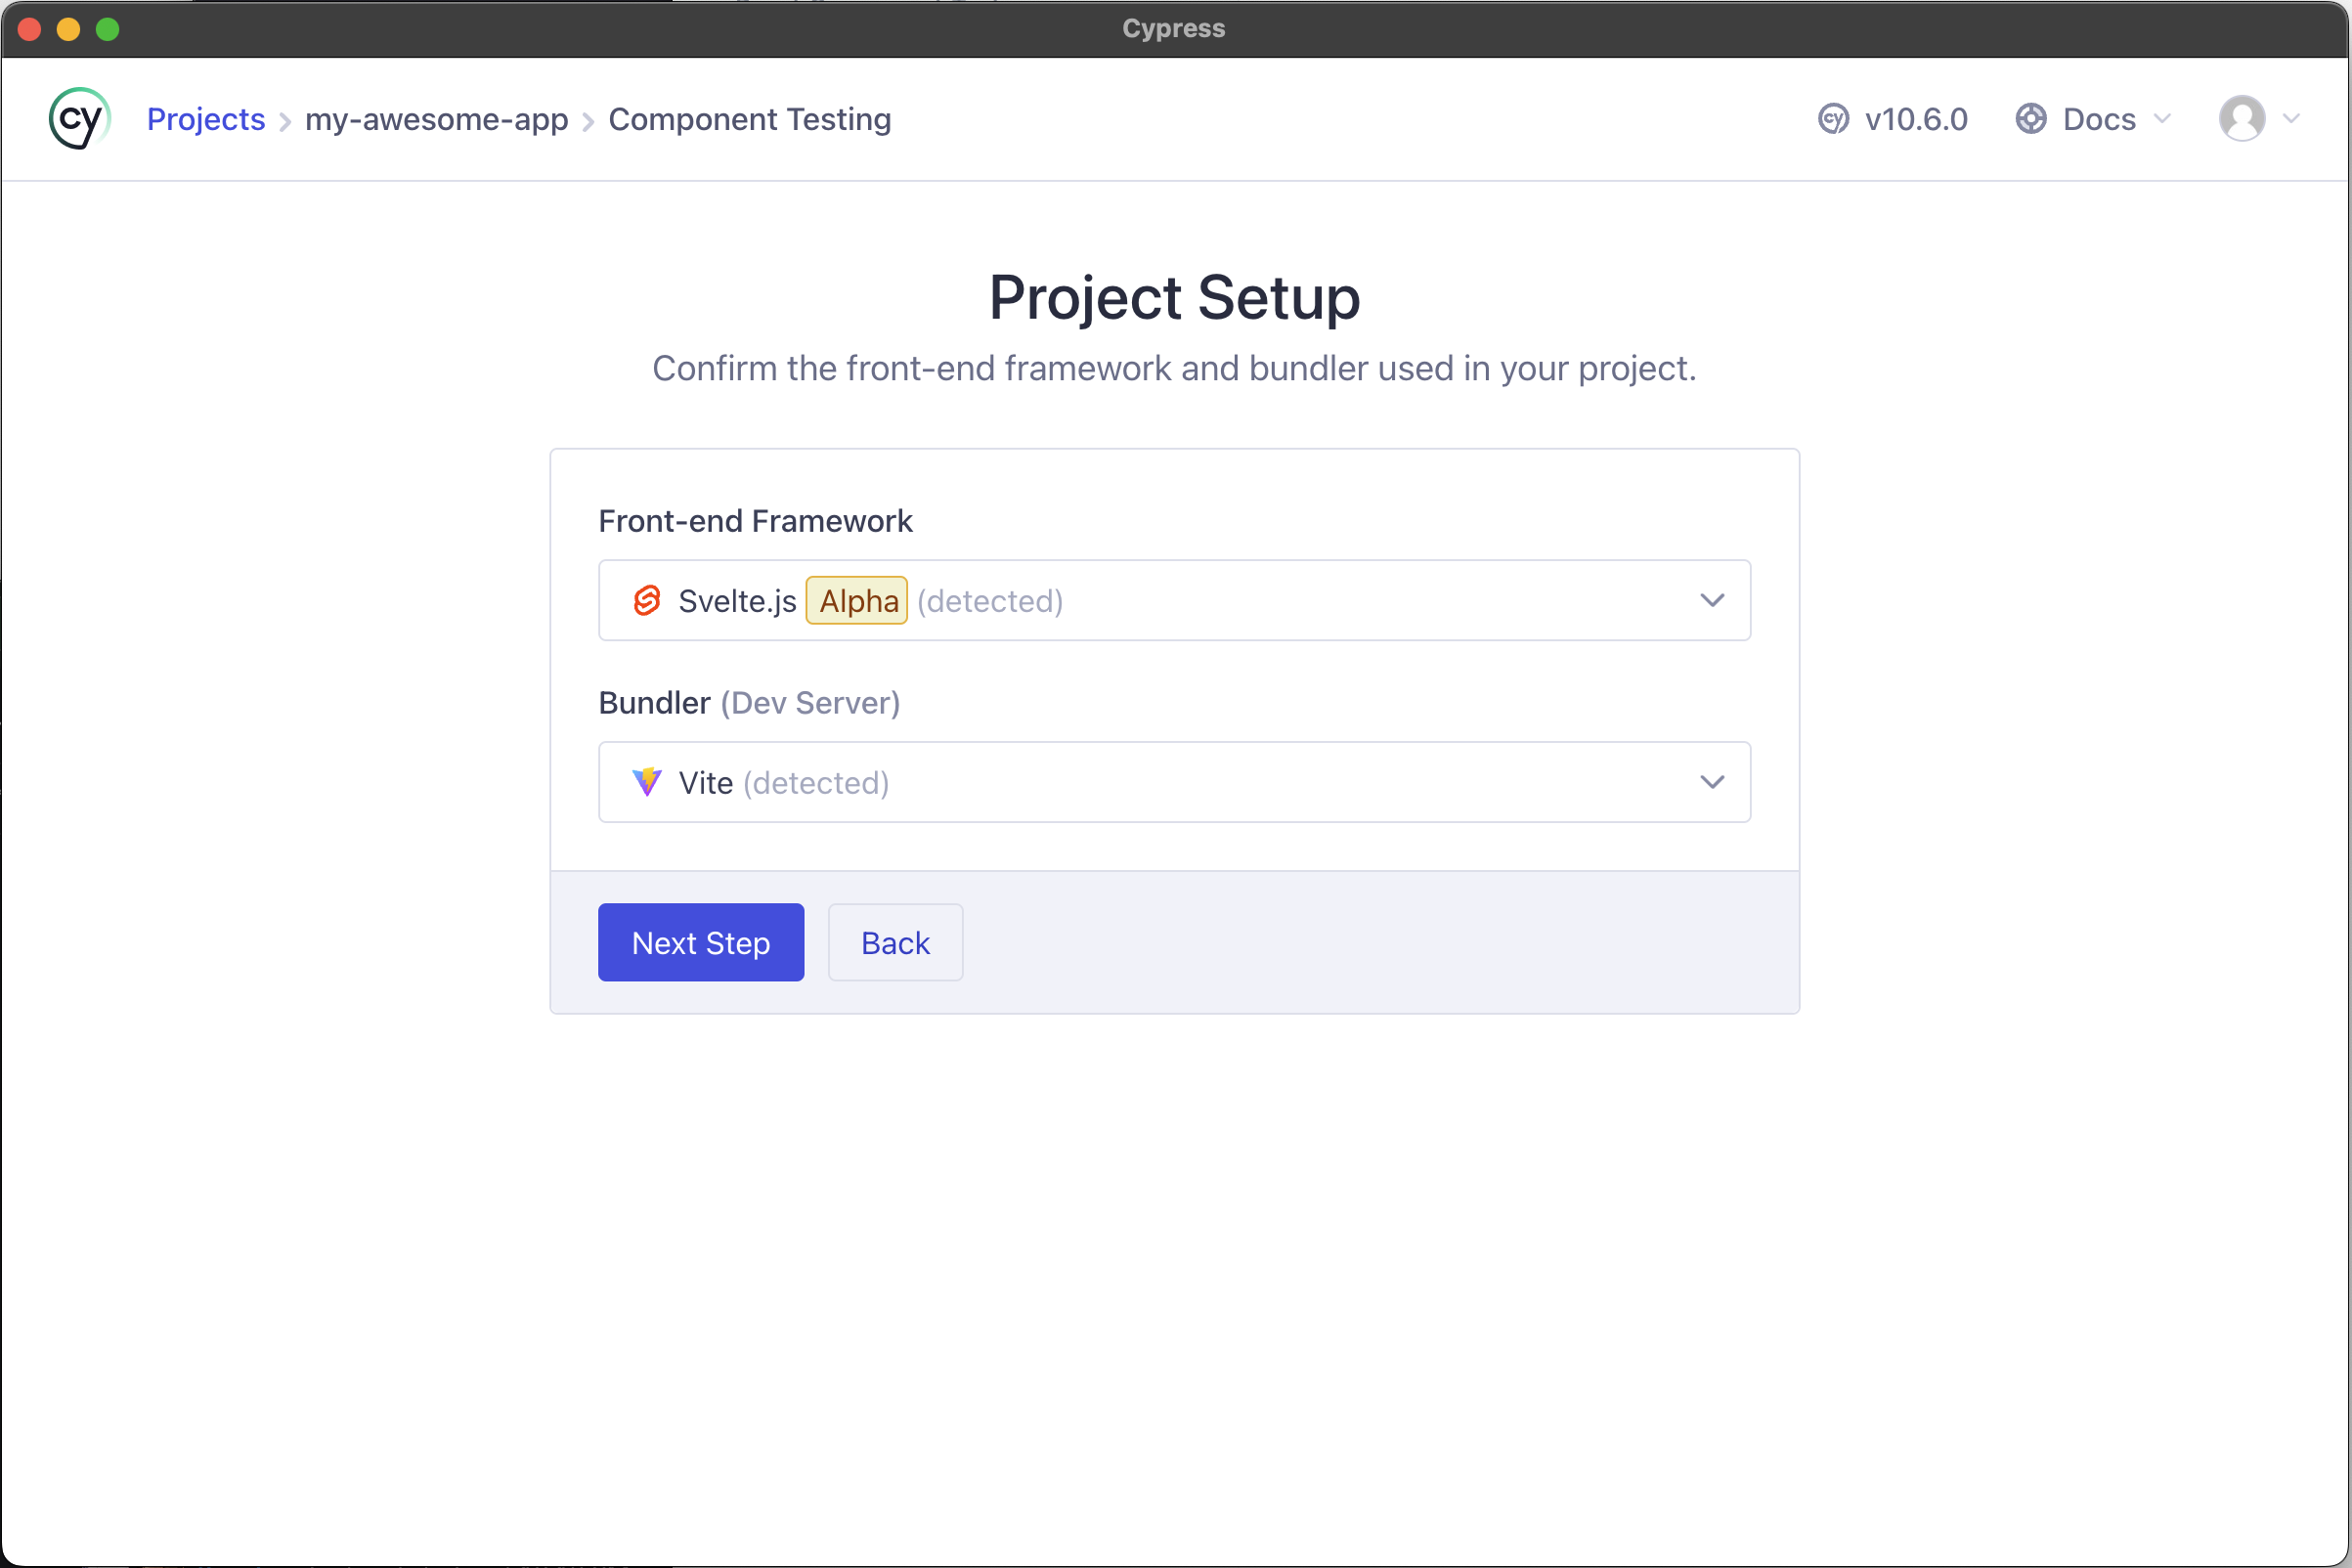 Cypress
cy Projects my-awesome-app Component Testing cy v10.6.0 Docs
Project Setup
Confirm the front-end framework and bundler used in your project.
Front-end Framework
Svelte.js Alpha (detected)
Bundler (Dev Server)
Vite (detected)
Next Step Back